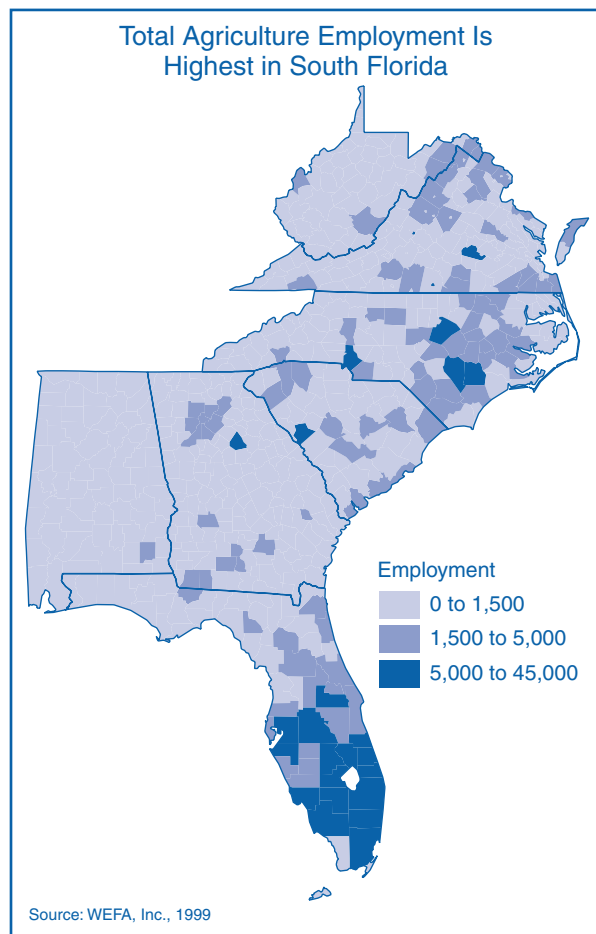 Total Agriculture Employment Is
Highest in South Florida
Employment
0 to 1,500
1,500 to 5,000
5,000 to 45,000
Source: WEFA, Inc., 1999